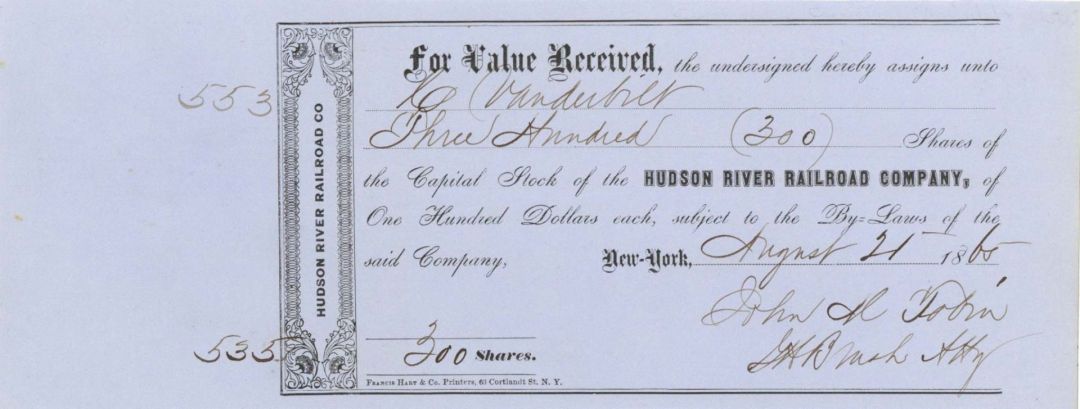 For Value Received, the undersigned hereby assigns unto
553
Vanderbilt
Three Hundred (300) Shares of
the Capital Stock of the HUDSON RIVER RAILROAD COMPANY, of
One Hundred Dollars each, subject to the By=Laws of the
said Company, New-York, August 21 1865
HUDSON RIVER RAILROAD CO
John M Tobin
535
300 Shares.
Brush Atty
FRANCIS HART & CO. Printers, 63 Cortlandt St. N. Y.